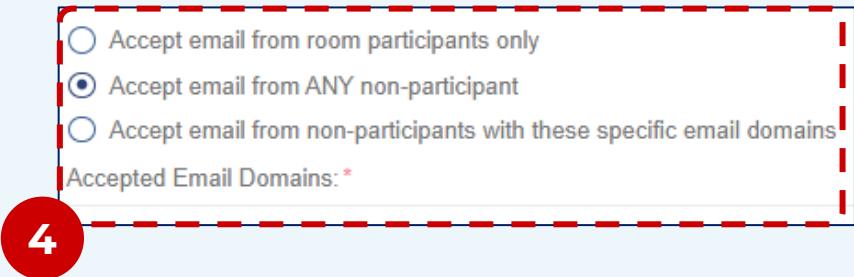 Accept email from room participants only
Accept email from ANY non-participant
Accept email from non-participants with these specific email domains
Accepted Email Domains: *
4